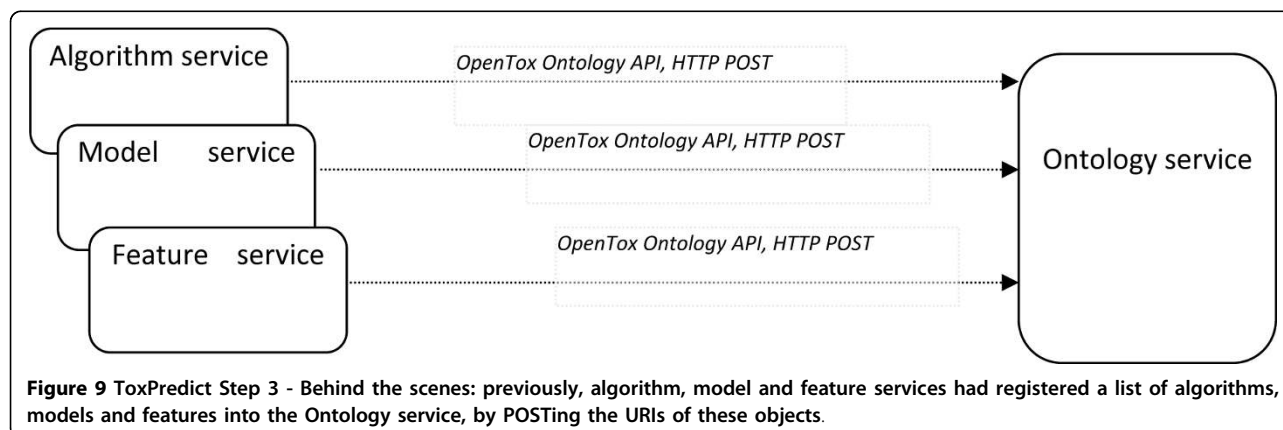 Algorithm service
OpenTox Ontology API, HTTP POST
Model service
OpenTox Ontology API, HTTP POST
Ontology service
Feature service
OpenTox Ontology API, HTTP POST
Figure 9 ToxPredict Step 3 - Behind the scenes: previously, algorithm, model and feature services had registered a list of algorithms,
models and features into the Ontology service, by POSTing the URIs of these objects.